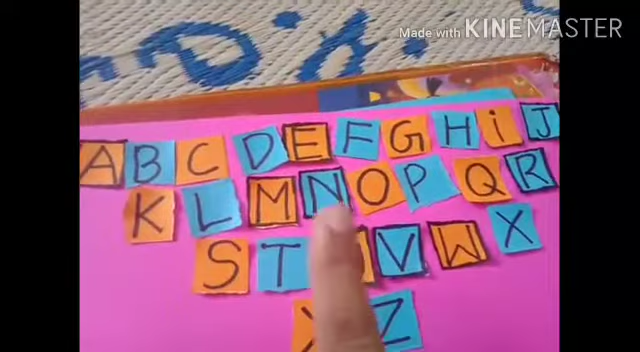 Made with KINEMASTER
A B C D E F G H i J
K L M N O P Q R
S T V W X
Z